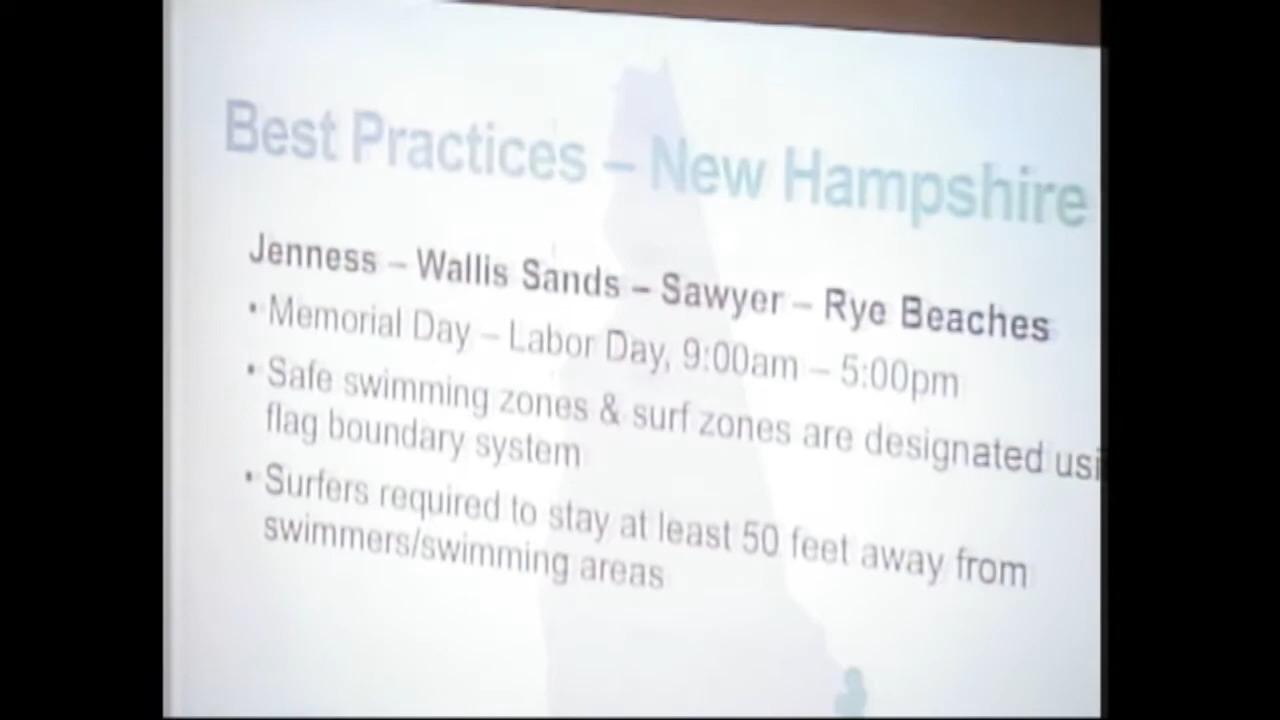 Best Practices – New Hampshire
Jenness – Wallis Sands – Sawyer – Rye Beaches
• Memorial Day – Labor Day, 9:00am – 5:00pm
• Safe swimming zones & surf zones are designated usi
flag boundary system
• Surfers required to stay at least 50 feet away from
swimmers/swimming areas